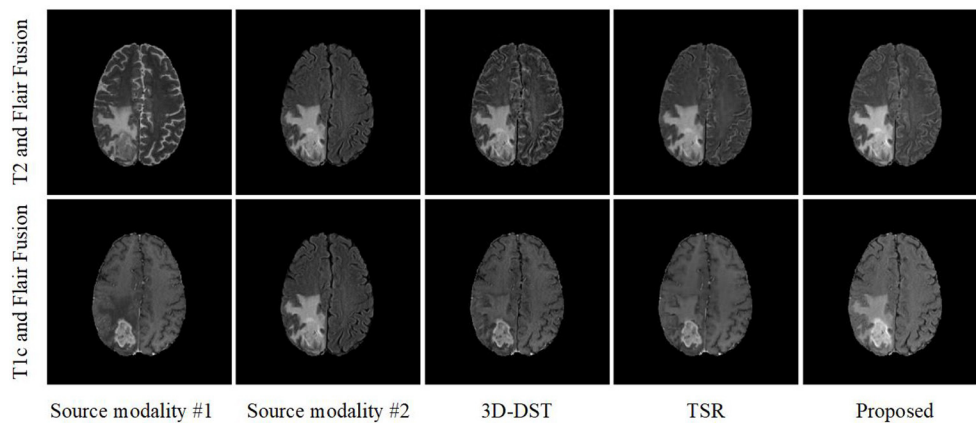 T2 and Flair Fusion
T1c and Flair Fusion
Source modality #1
Source modality #2
3D-DST
TSR
Proposed